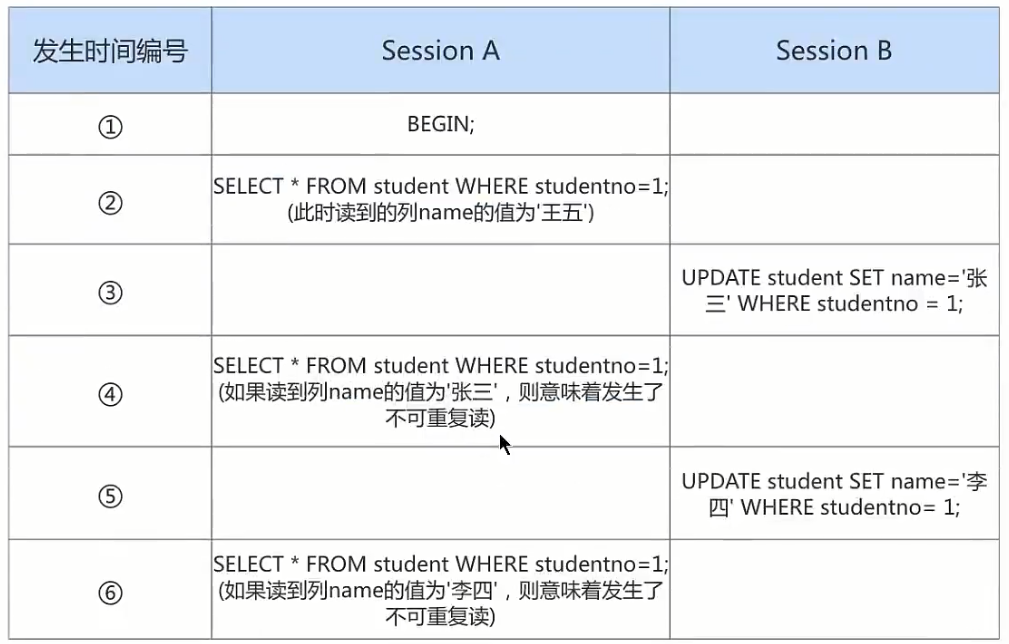 发生时间编号
Session A
Session B
①
BEGIN;
②
SELECT * FROM student WHERE studentno=1;
(此时读到的列name的值为'王五')
③
UPDATE student SET name='张
三' WHERE studentno = 1;
④
SELECT * FROM student WHERE studentno=1;
(如果读到列name的值为'张三'，则意味着发生了
不可重复读)
⑤
UPDATE student SET name='李
四' WHERE studentno= 1;
⑥
SELECT * FROM student WHERE studentno=1;
(如果读到列name的值为'李四'，则意味着发生了
不可重复读)